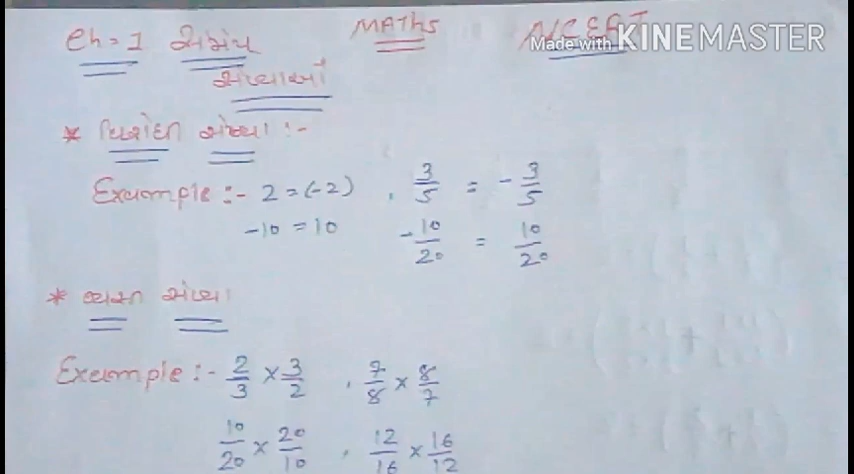 Ch = 1 સંમેય MATHS NCERT
Made with KINEMASTER
સંખ્યાઓ
* વિરોધી સંખ્યા :-
Example :- 2 = (-2) , 3/5 = - 3/5
-10 = 10 - 10/20 = 10/20
* વ્યસ્ત સંખ્યા
Example :- 2/3 × 3/2 , 7/8 × 8/7
10/20 × 20/10 , 12/16 × 16/12